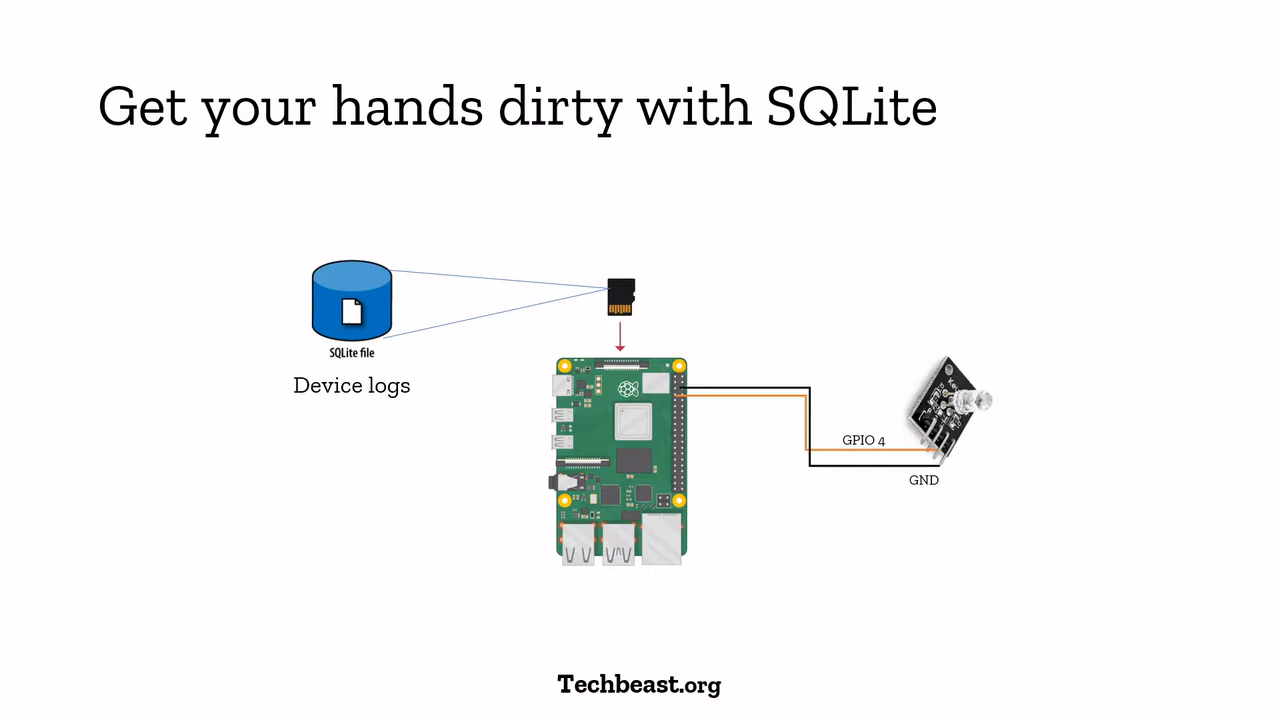 Get your hands dirty with SQLite
SQLite file
Device logs
GPIO 4
GND
Techbeast.org